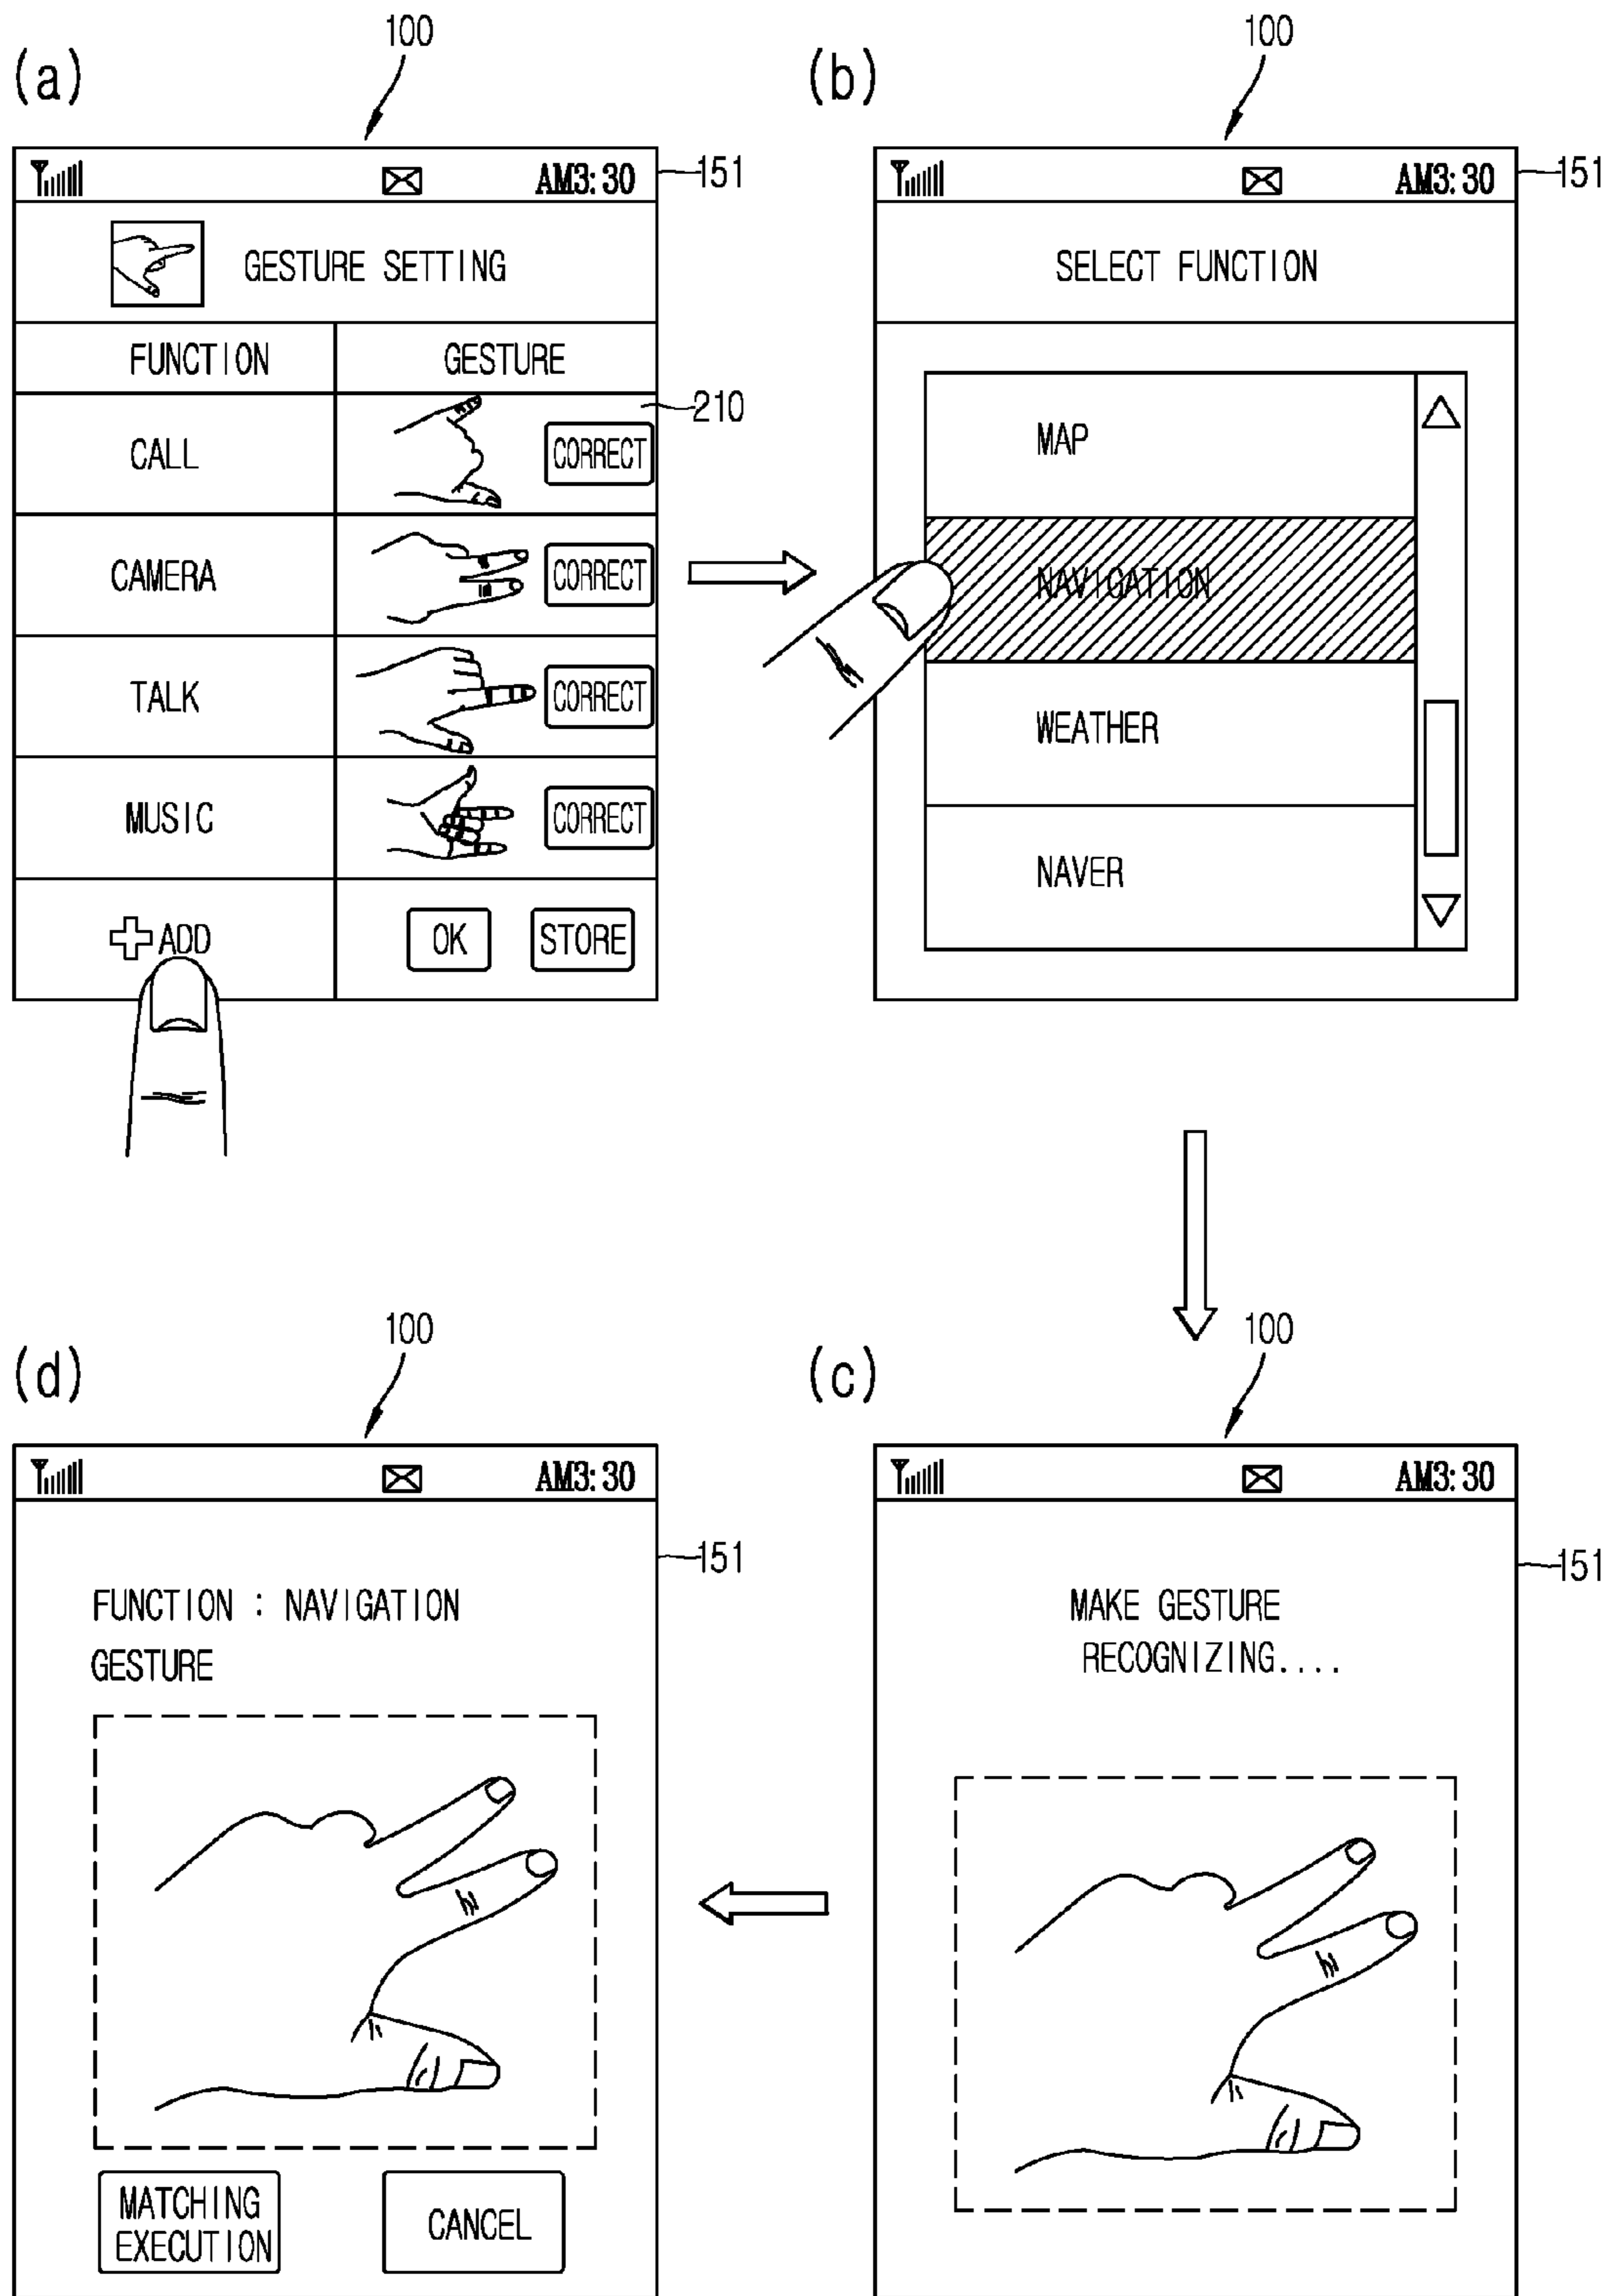 (a)
100
AM3:30
151
GESTURE SETTING
FUNCTION
GESTURE
210
CALL
CORRECT
CAMERA
CORRECT
TALK
CORRECT
MUSIC
CORRECT
ADD
OK
STORE
(b)
100
AM3:30
151
SELECT FUNCTION
MAP
NAVIGATION
WEATHER
NAVER
(c)
100
AM3:30
151
MAKE GESTURE
RECOGNIZING....
(d)
100
AM3:30
151
FUNCTION : NAVIGATION
GESTURE
MATCHING
EXECUTION
CANCEL